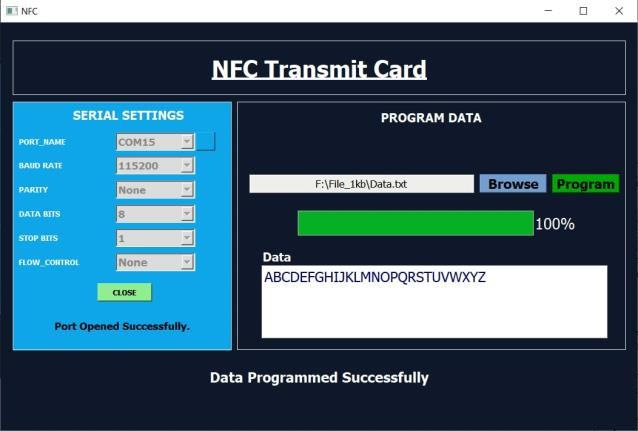 NFC
NFC Transmit Card
SERIAL SETTINGS
PORT_NAME COM15
BAUD RATE 115200
PARITY None
DATA BITS 8
STOP BITS 1
FLOW_CONTROL None
CLOSE
Port Opened Successfully.
PROGRAM DATA
F:\File_1kb\Data.txt Browse Program
100%
Data
ABCDEFGHIJKLMNOPQRSTUVWXYZ
Data Programmed Successfully